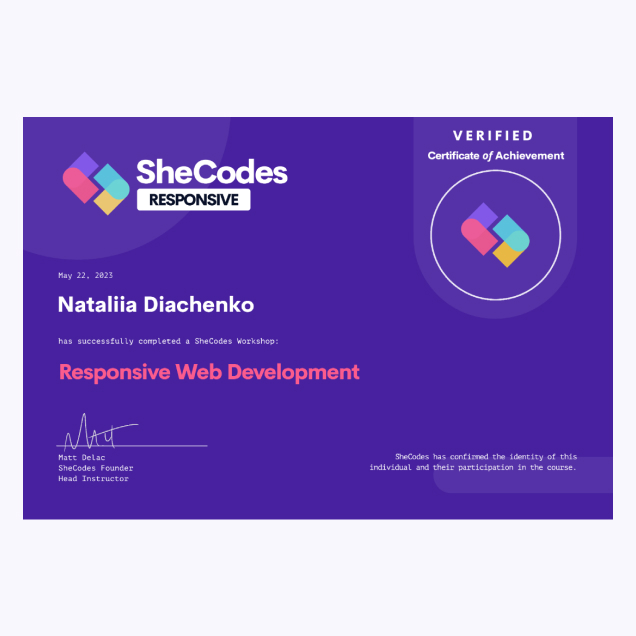 SheCodes
RESPONSIVE
VERIFIED
Certificate of Achievement
May 22, 2023
Nataliia Diachenko
has successfully completed a SheCodes Workshop:
Responsive Web Development
Matt Delac
SheCodes Founder
Head Instructor
SheCodes has confirmed the identity of this
individual and their participation in the course.